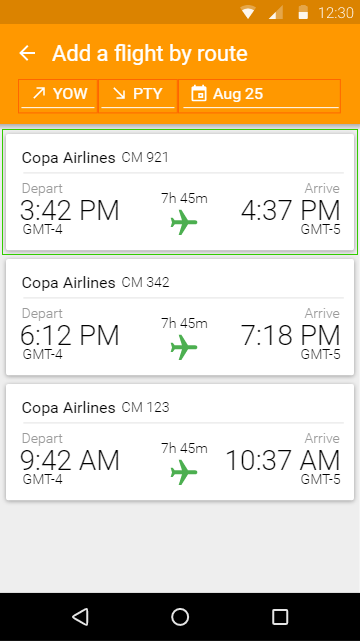 12:30
Add a flight by route
YOW PTY Aug 25
Copa Airlines CM 921
Depart Arrive
3:42 PM 7h 45m 4:37 PM
GMT-4 GMT-5
Copa Airlines CM 342
Depart Arrive
6:12 PM 7h 45m 7:18 PM
GMT-4 GMT-5
Copa Airlines CM 123
Depart Arrive
9:42 AM 7h 45m 10:37 AM
GMT-4 GMT-5